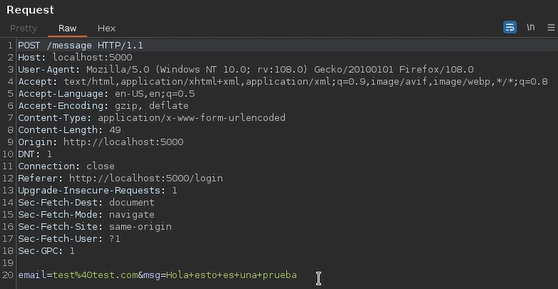 Request
Pretty Raw Hex \n
1 POST /message HTTP/1.1
2 Host: localhost:5000
3 User-Agent: Mozilla/5.0 (Windows NT 10.0; rv:108.0) Gecko/20100101 Firefox/108.0
4 Accept: text/html,application/xhtml+xml,application/xml;q=0.9,image/avif,image/webp,*/*;q=0.8
5 Accept-Language: en-US,en;q=0.5
6 Accept-Encoding: gzip, deflate
7 Content-Type: application/x-www-form-urlencoded
8 Content-Length: 49
9 Origin: http://localhost:5000
10 DNT: 1
11 Connection: close
12 Referer: http://localhost:5000/login
13 Upgrade-Insecure-Requests: 1
14 Sec-Fetch-Dest: document
15 Sec-Fetch-Mode: navigate
16 Sec-Fetch-Site: same-origin
17 Sec-Fetch-User: ?1
18 Sec-GPC: 1
19
20 email=test%40test.com&msg=Hola+esto+es+una+prueba